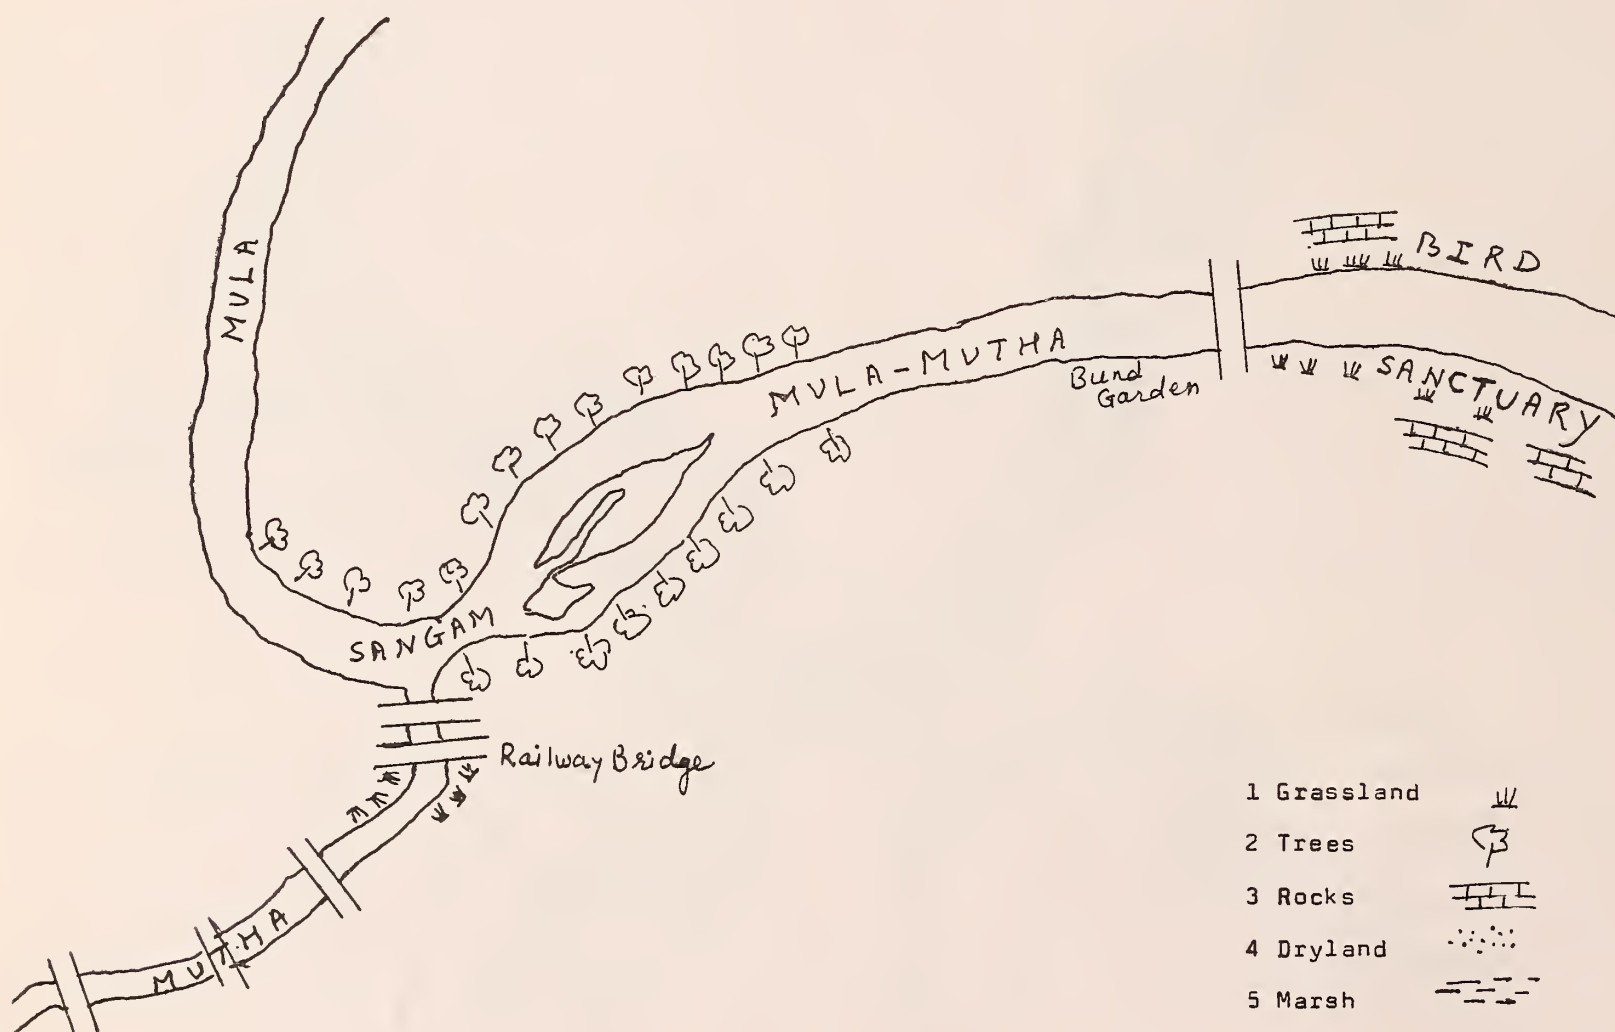 MULA
BIRD
SANCTUARY
MULA-MUTHA
Bund
Garden
SANGAM
Railway Bridge
MUTHA
1 Grassland
2 Trees
3 Rocks
4 Dryland
5 Marsh